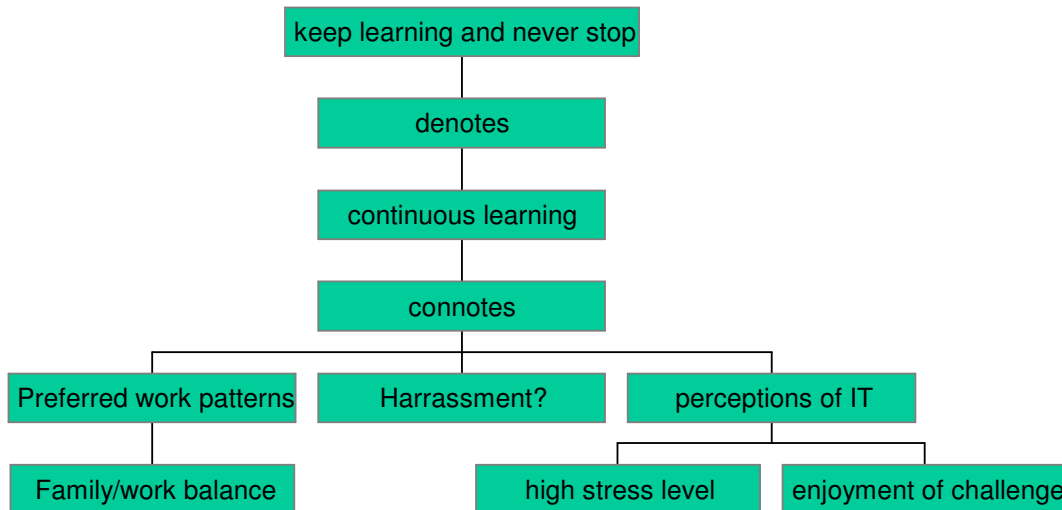 keep learning and never stop
denotes
continuous learning
connotes
Preferred work patterns
Harrassment?
perceptions of IT
Family/work balance
high stress level
enjoyment of challenge